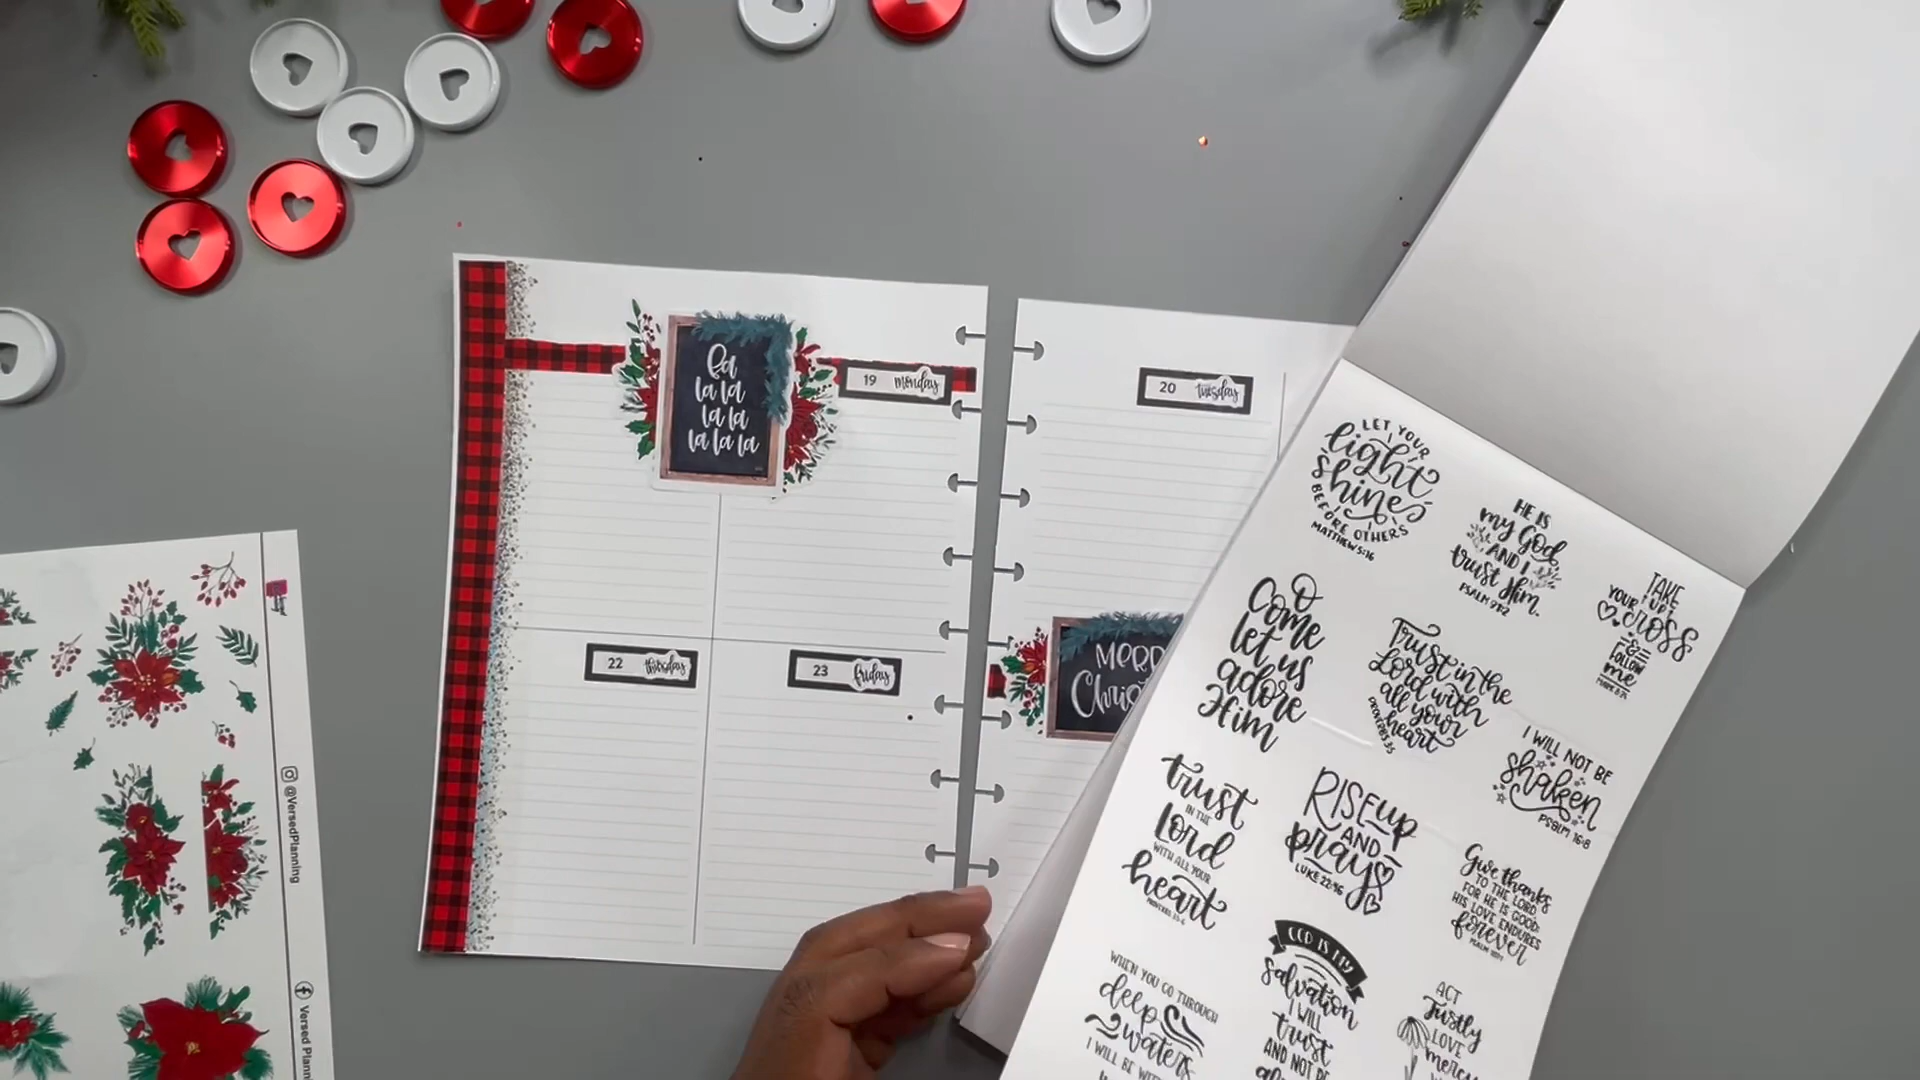 fa
la la
la la
la la la
19 monday
20 tuesday
22 thursday
23 friday
@VersedPlanning
LET YOUR
light
shine
BEFORE OTHERS
MATTHEW 5:16
HE IS
my God
AND I
trust Him.
PSALM 91:2
TAKE
UP
YOUR
cross
&
FOLLOW
me
O
Come
let us
adore
Him
Trust in the
Lord with
all your
heart
PROVERBS 3:5
I WILL NOT BE
shaken
PSALM 16:8
trust
IN THE
Lord
WITH ALL YOUR
heart
RISE UP
AND
pray
LUKE 22:46
Give thanks
TO THE LORD
FOR HE IS GOOD;
HIS LOVE ENDURES
forever
WHEN YOU GO THROUGH
deep
waters
GOD IS MY
salvation
I WILL
trust
AND NOT BE
ACT
Justly
LOVE
mercy